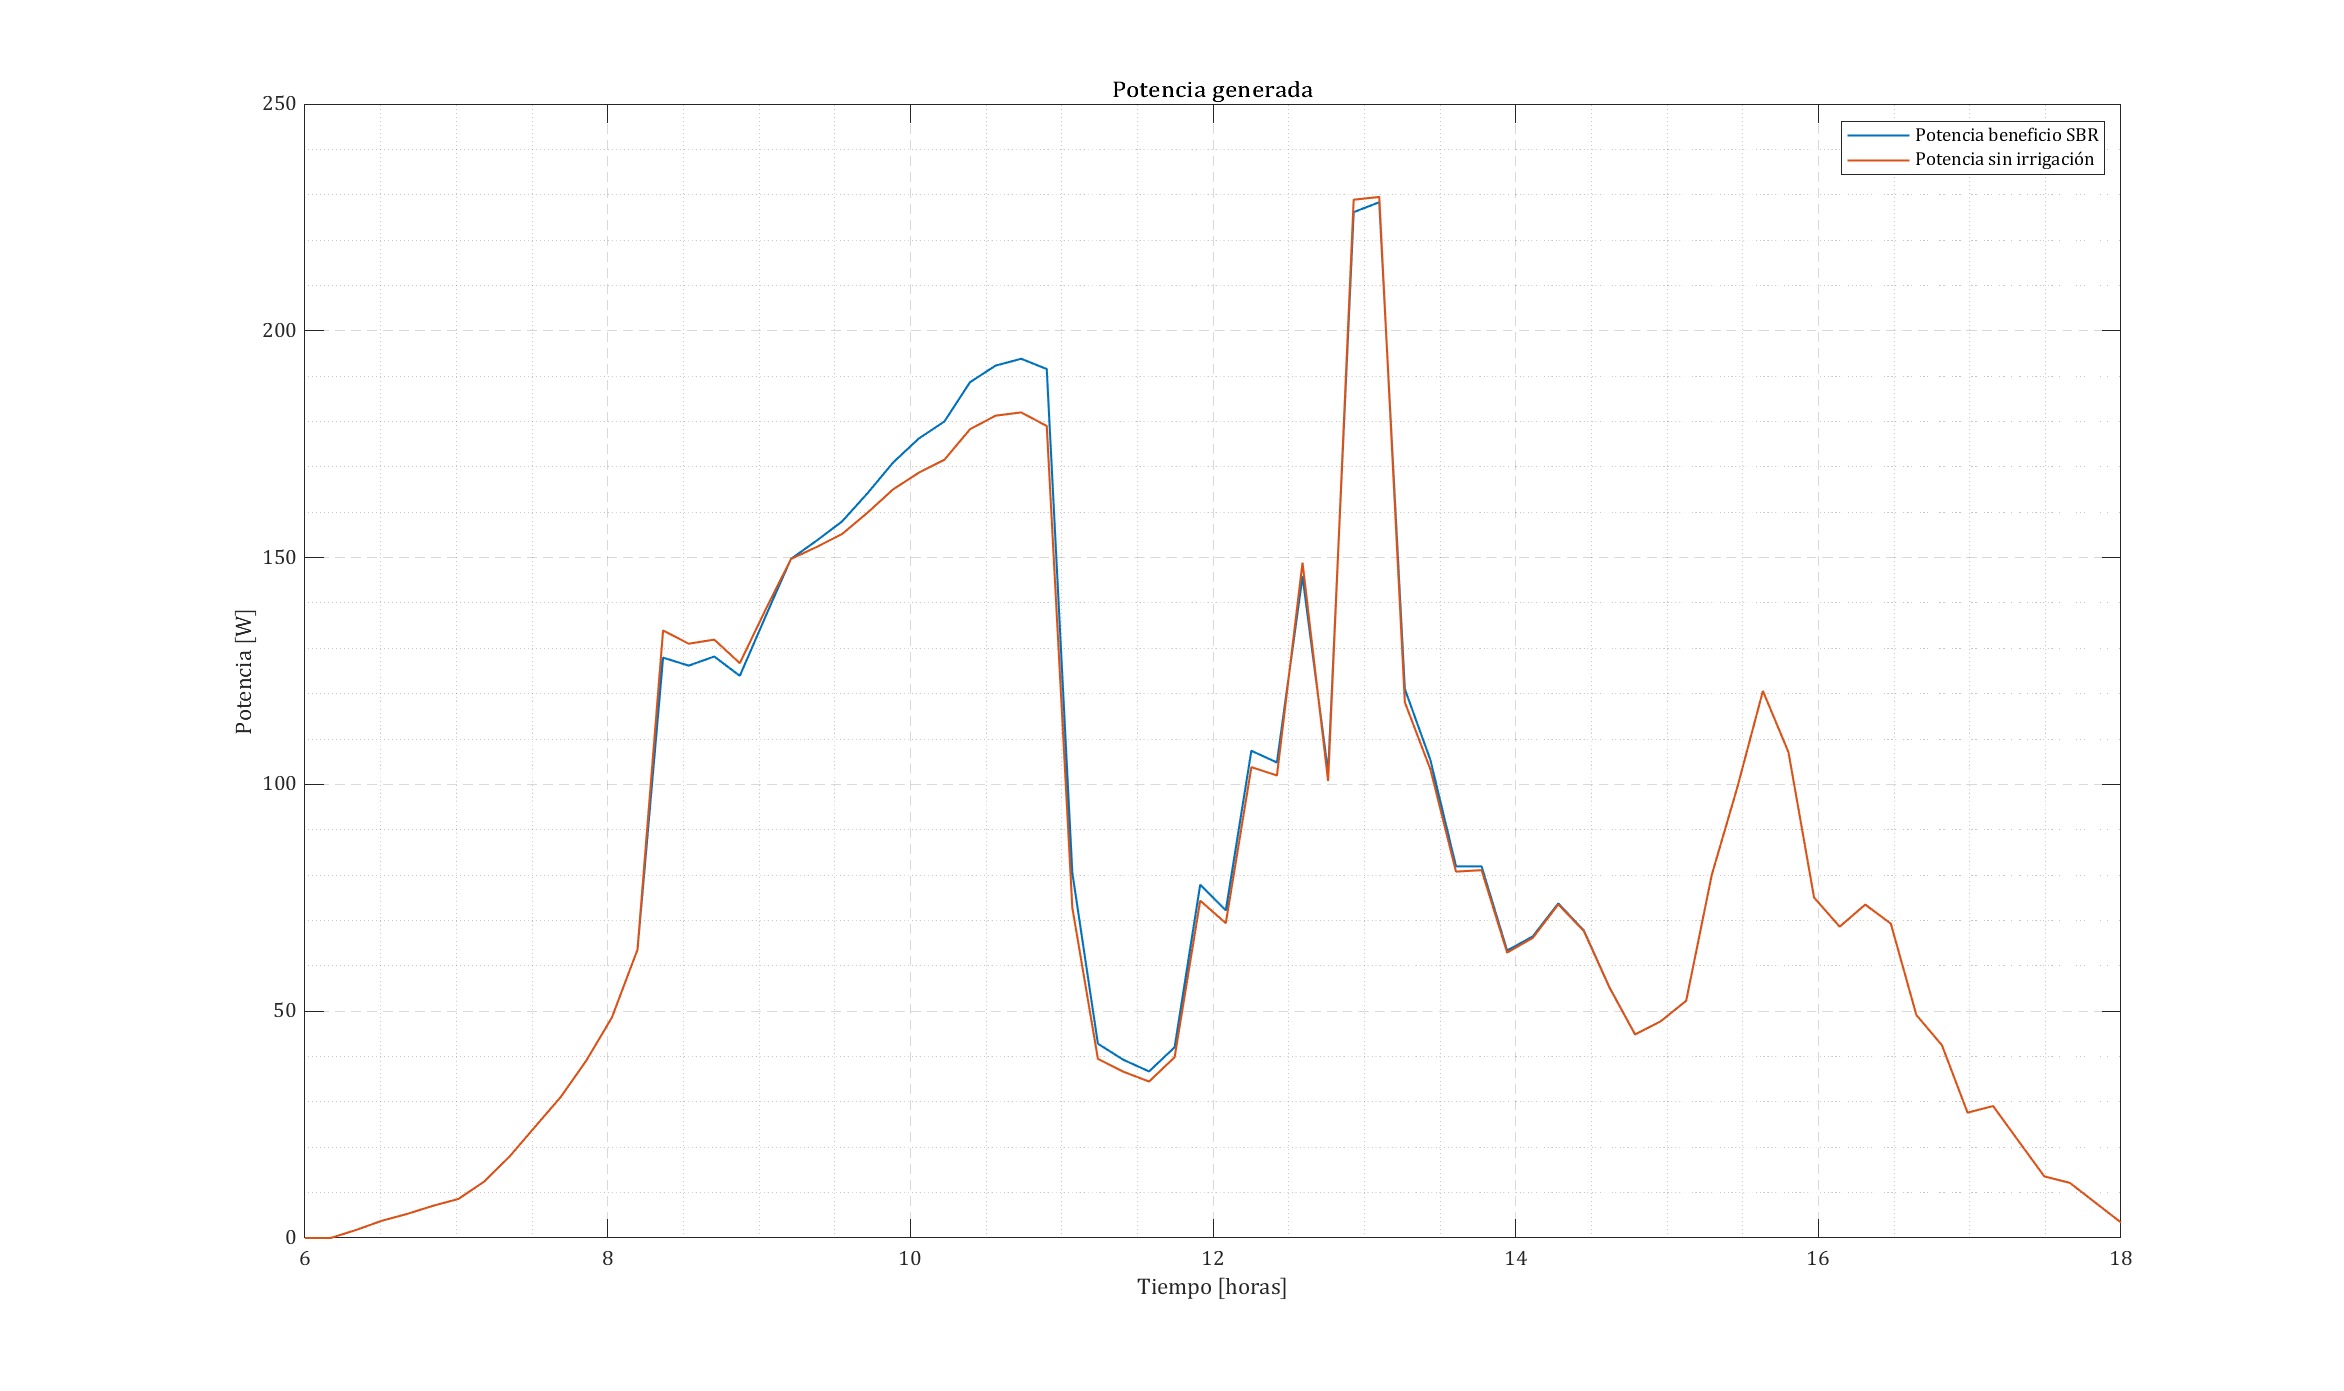 Potencia generada
250
200
150
100
50
0
Potencia [W]
Potencia beneficio SBR
Potencia sin irrigación
6 8 10 12 14 16 18
Tiempo [horas]